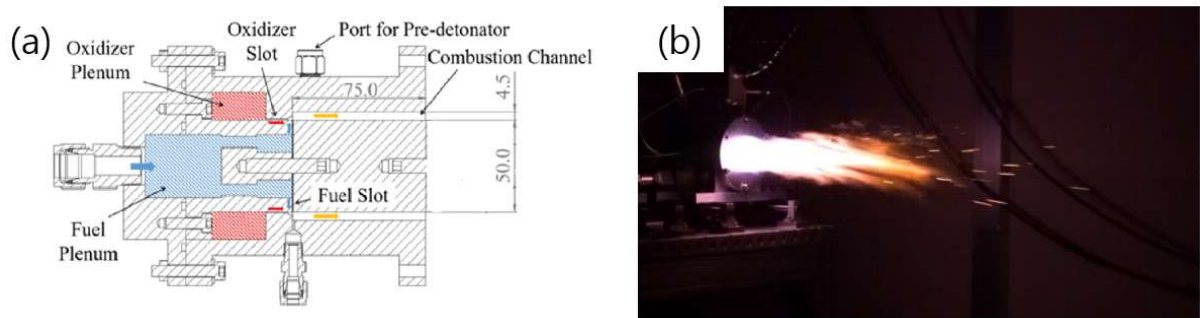 (a)
Oxidizer
Plenum
Oxidizer
Slot
Port for Pre-detonator
Combustion Channel
75.0
4.5
50.0
Fuel Slot
Fuel
Plenum
(b)